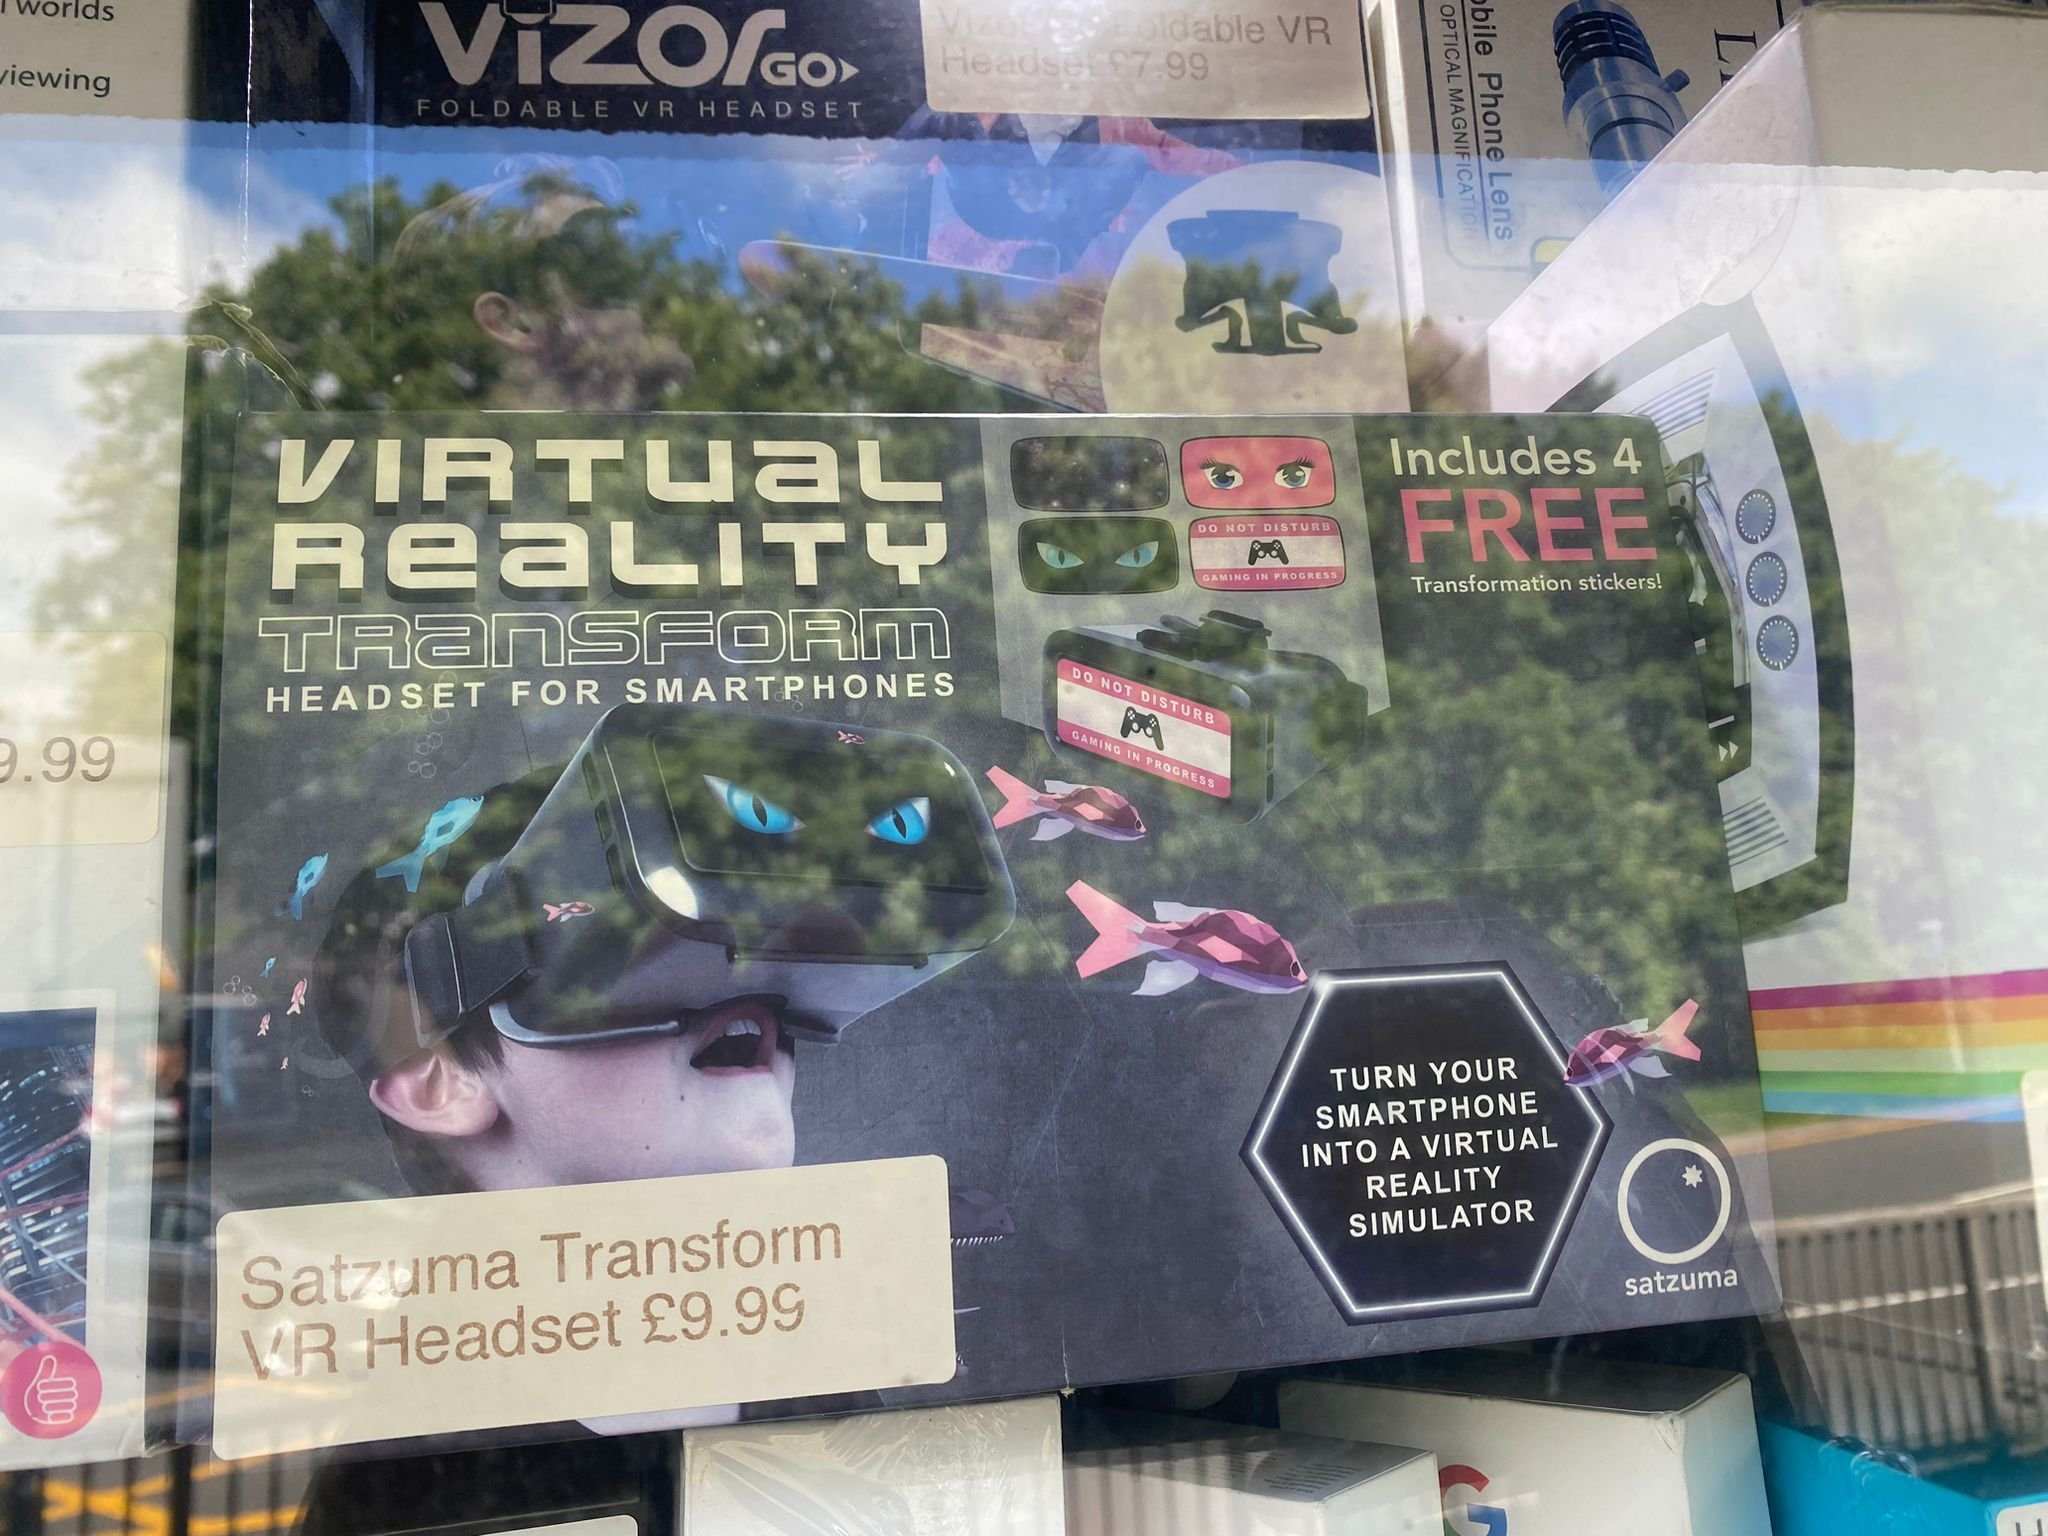 worlds
viewing
VIZOR GO
FOLDABLE VR HEADSET
Foldable VR
Headset £7.99
Phone Lens
OPTICAL MAGNIFICATION
VIRTUAL
REALITY
TRANSFORM
HEADSET FOR SMARTPHONES
DO NOT DISTURB
GAMING IN PROGRESS
Includes 4
FREE
Transformation stickers!
DO NOT DISTURB
GAMING IN PROGRESS
9.99
TURN YOUR
SMARTPHONE
INTO A VIRTUAL
REALITY
SIMULATOR
satzuma
Satzuma Transform
VR Headset £9.99
G